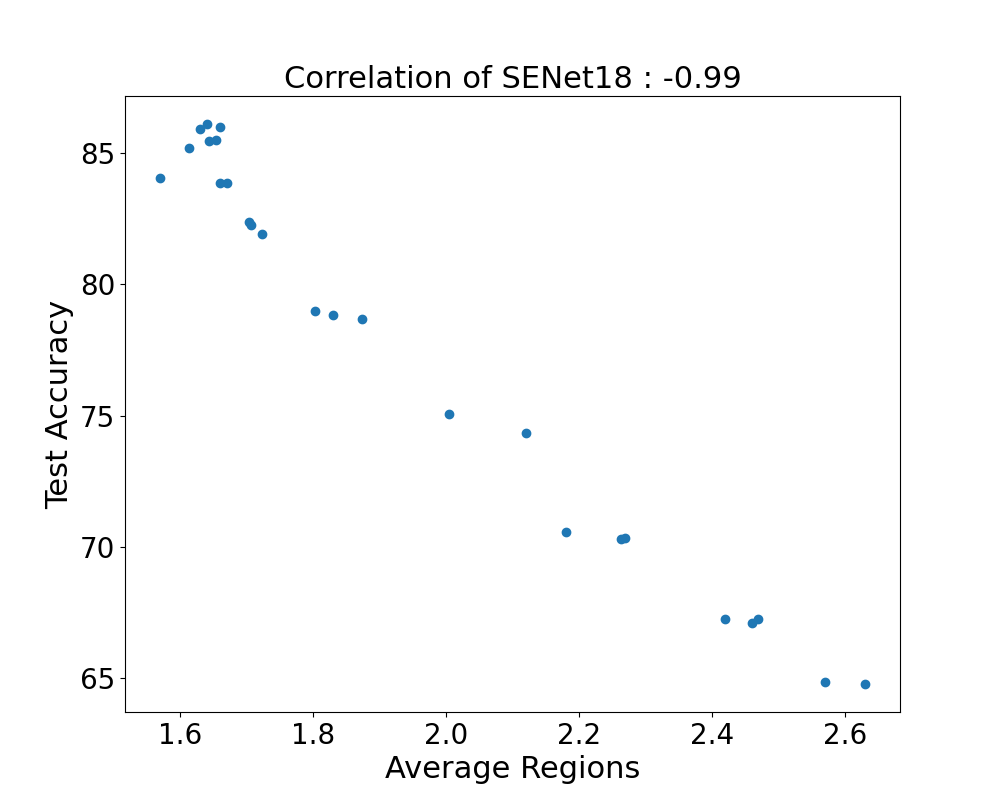 Correlation of SENet18 : -0.99
85
80
75
70
65
Test Accuracy
1.6 1.8 2.0 2.2 2.4 2.6
Average Regions